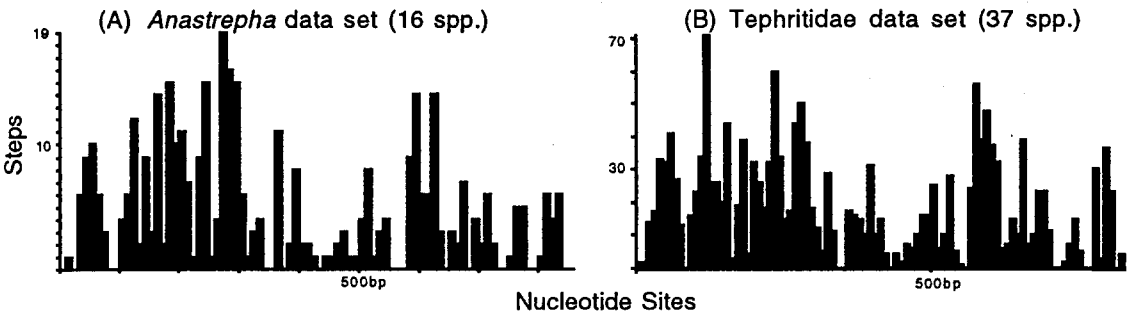 (A) Anastrepha data set (16 spp.)
(B) Tephritidae data set (37 spp.)
19
10
Steps
500bp
70
30
500bp
Nucleotide Sites